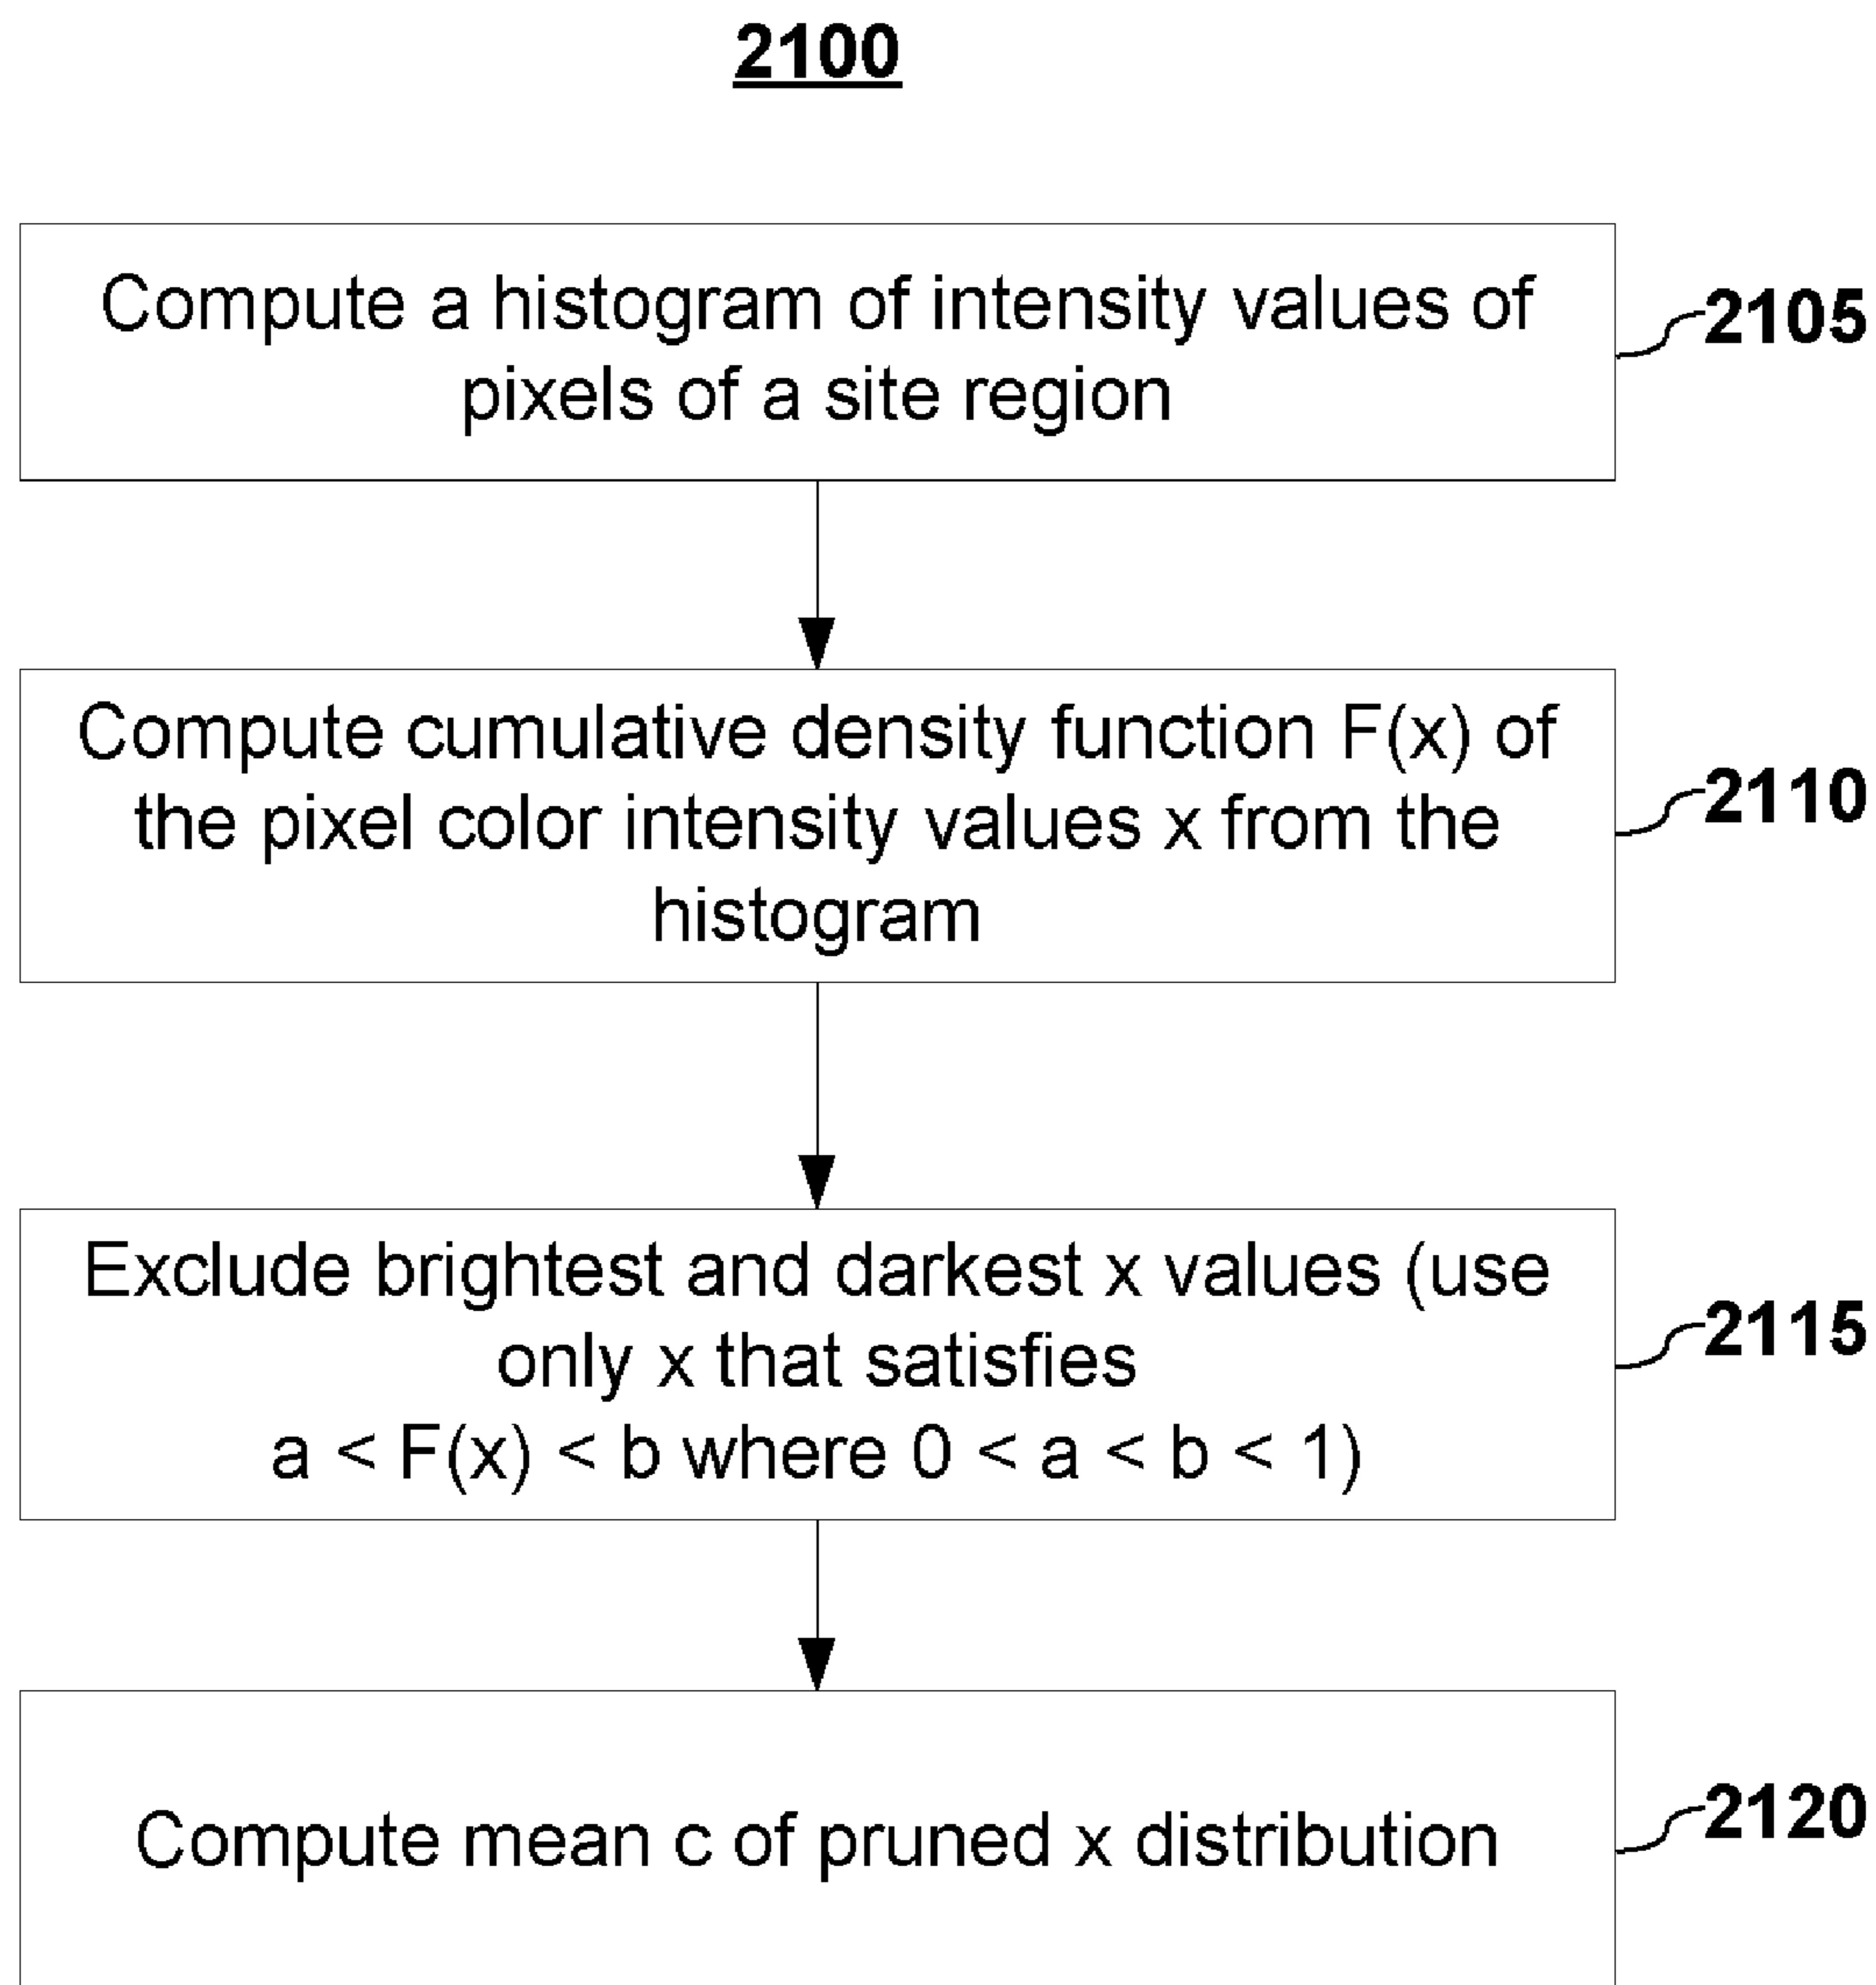 2100
Compute a histogram of intensity values of
pixels of a site region
2105
Compute cumulative density function F(x) of
the pixel color intensity values x from the
histogram
2110
Exclude brightest and darkest x values (use
only x that satisfies
a < F(x) < b where 0 < a < b < 1)
2115
Compute mean c of pruned x distribution
2120